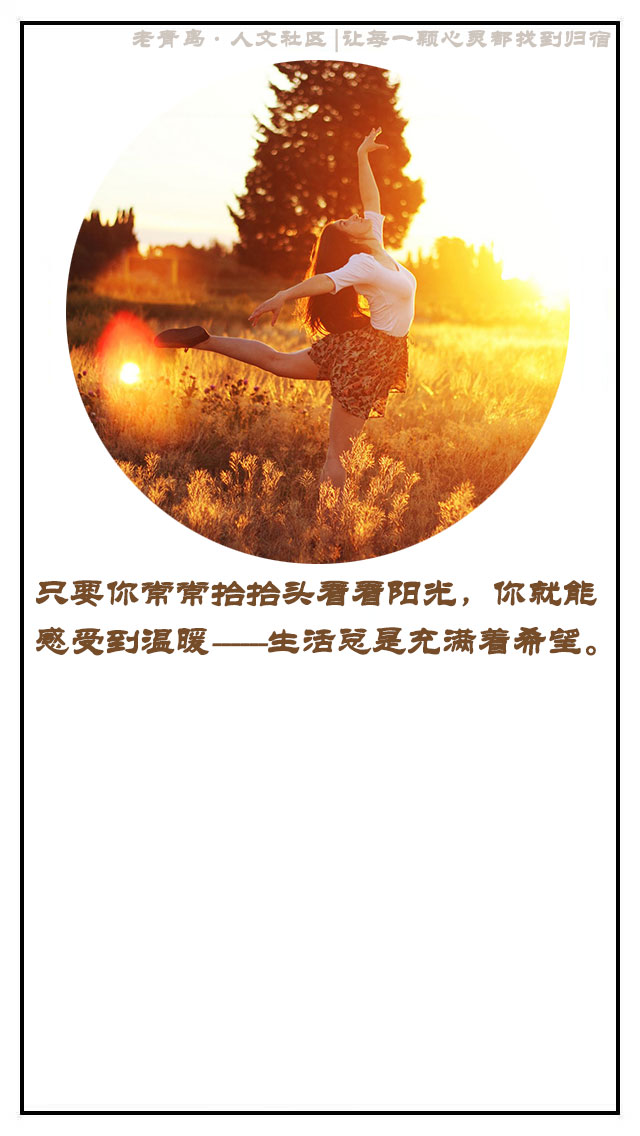 老青鸟·人文社区|让每一颗心灵都找到归宿
只要你常常抬抬头看看阳光，你就能
感受到温暖——生活总是充满着希望。